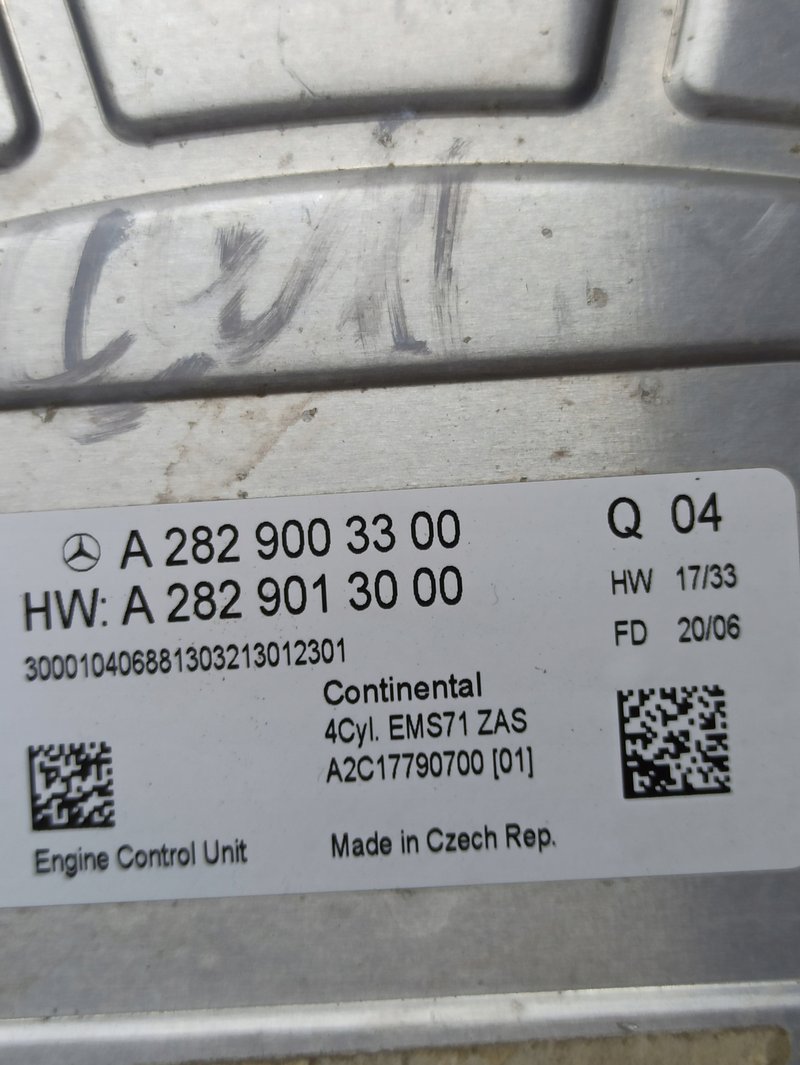 A 282 900 33 00
HW: A 282 901 30 00
300010406881303213012301
Q 04
HW 17/33
FD 20/06
Continental
4Cyl. EMS71 ZAS
A2C17790700 [01]
Engine Control Unit
Made in Czech Rep.